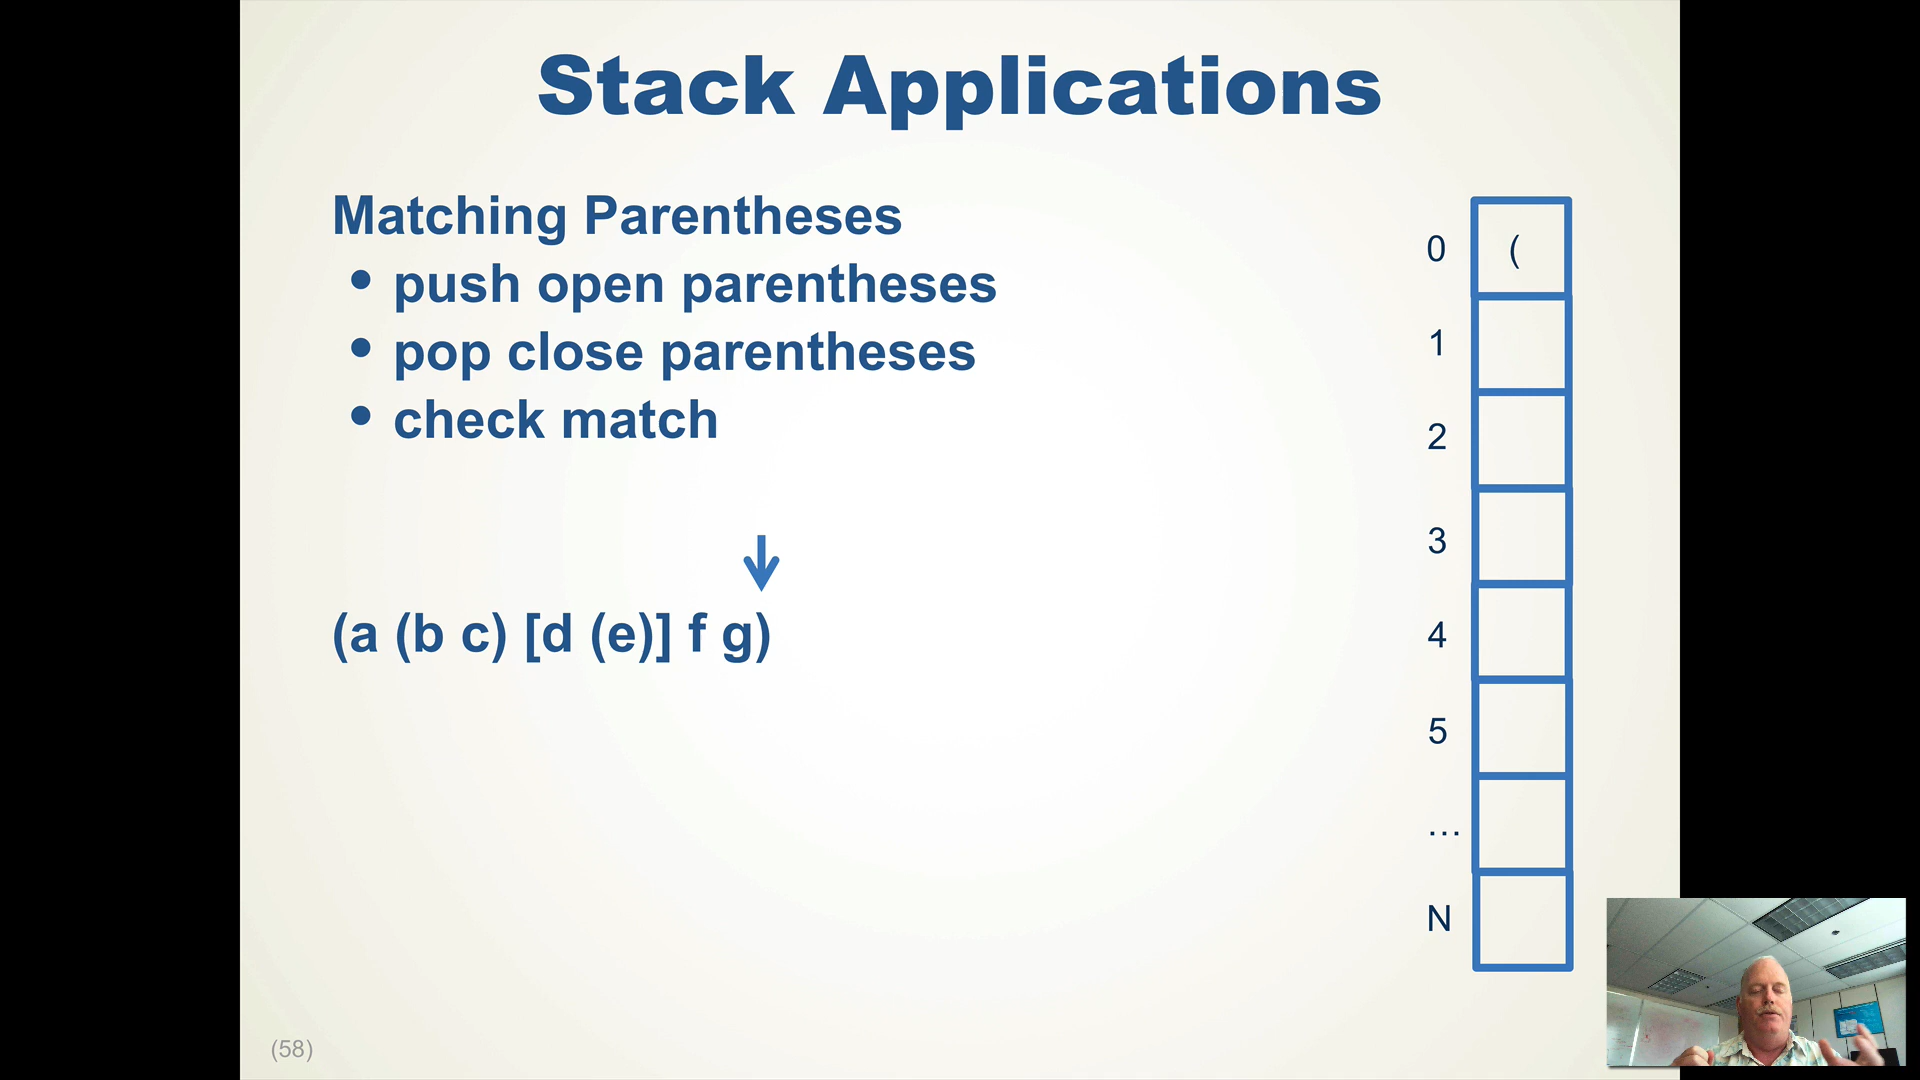 Stack Applications
Matching Parentheses
• push open parentheses
• pop close parentheses
• check match
(a (b c) [d (e)] f g)
0
(
1
2
3
4
5
...
N
(58)